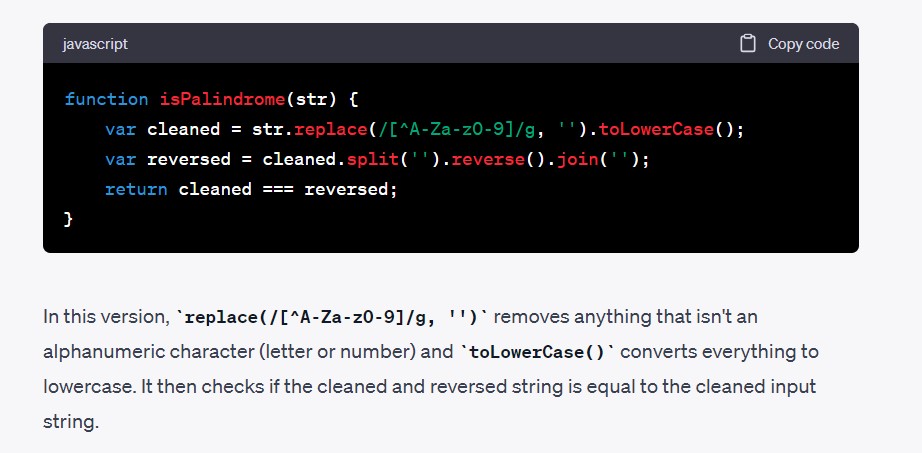 javascript
Copy code
function isPalindrome(str) {
    var cleaned = str.replace(/[^A-Za-z0-9]/g, '').toLowerCase();
    var reversed = cleaned.split('').reverse().join('');
    return cleaned === reversed;
}
In this version, `replace(/[^A-Za-z0-9]/g, '')` removes anything that isn't an
alphanumeric character (letter or number) and `toLowerCase()` converts everything to
lowercase. It then checks if the cleaned and reversed string is equal to the cleaned input
string.